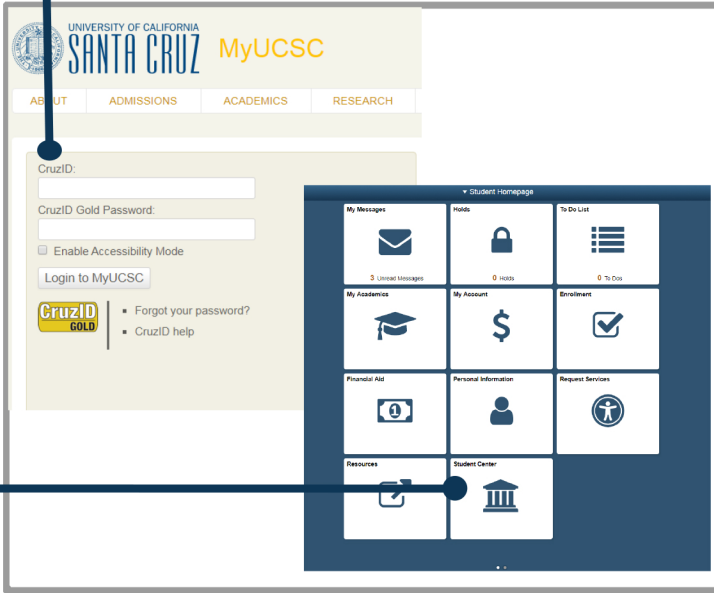 UNIVERSITY OF CALIFORNIA
SANTA CRUZ
MyUCSC
ABOUT ADMISSIONS ACADEMICS RESEARCH
CruzID:
CruzID Gold Password:
Enable Accessibility Mode
Login to MyUCSC
CruzID
GOLD
Forgot your password?
CruzID help
Student Homepage
My Messages Holds To Do List
3 Unread Messages 0 Holds 0 To Dos
My Academics My Account Enrollment
$
Financial Aid Personal Information Request Services
1
Resources Student Center